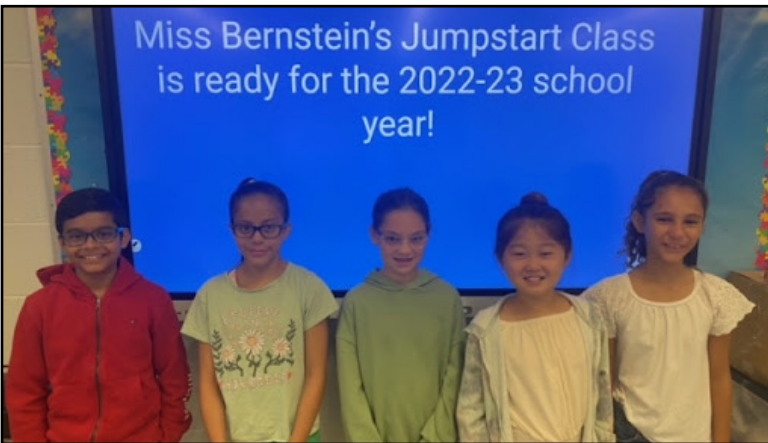 Miss Bernstein's Jumpstart Class
is ready for the 2022-23 school
year!